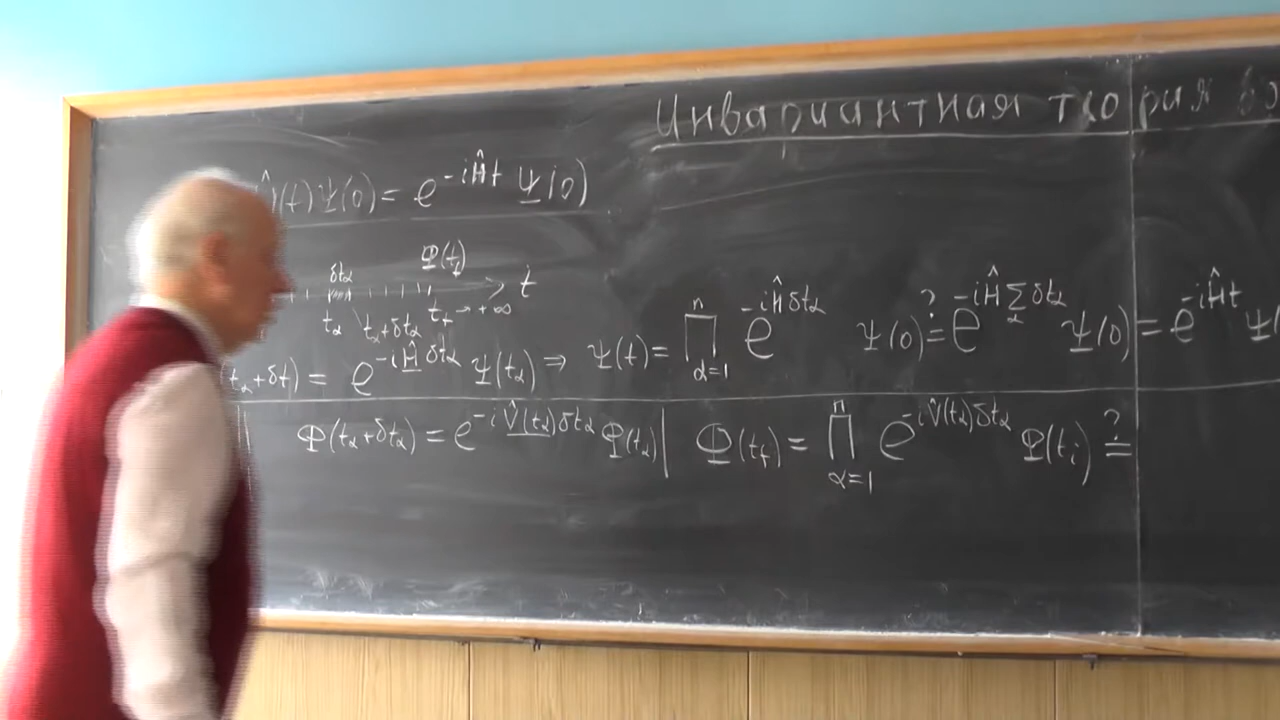 Инвариантная теория
(t)Ψ(0) = e^{-iĤt} Ψ(0)
δt_α Φ(t_f) t
t_α t_α+δt_α t_f → +∞
t_α+δt) = e^{-iĤδt_α} Ψ(t_α) ⇒ Ψ(t) = ∏_{α=1}^{n} e^{-iĤδt_α} Ψ(0) ?= e^{-iĤ∑_α δt_α} Ψ(0) = e^{-iĤt} Ψ(
Φ(t_α+δt_α) = e^{-iV̂(t_α)δt_α} Φ(t_α) | Φ(t_f) = ∏_{α=1}^{n} e^{-iV̂(t_α)δt_α} Φ(t_i) ?=